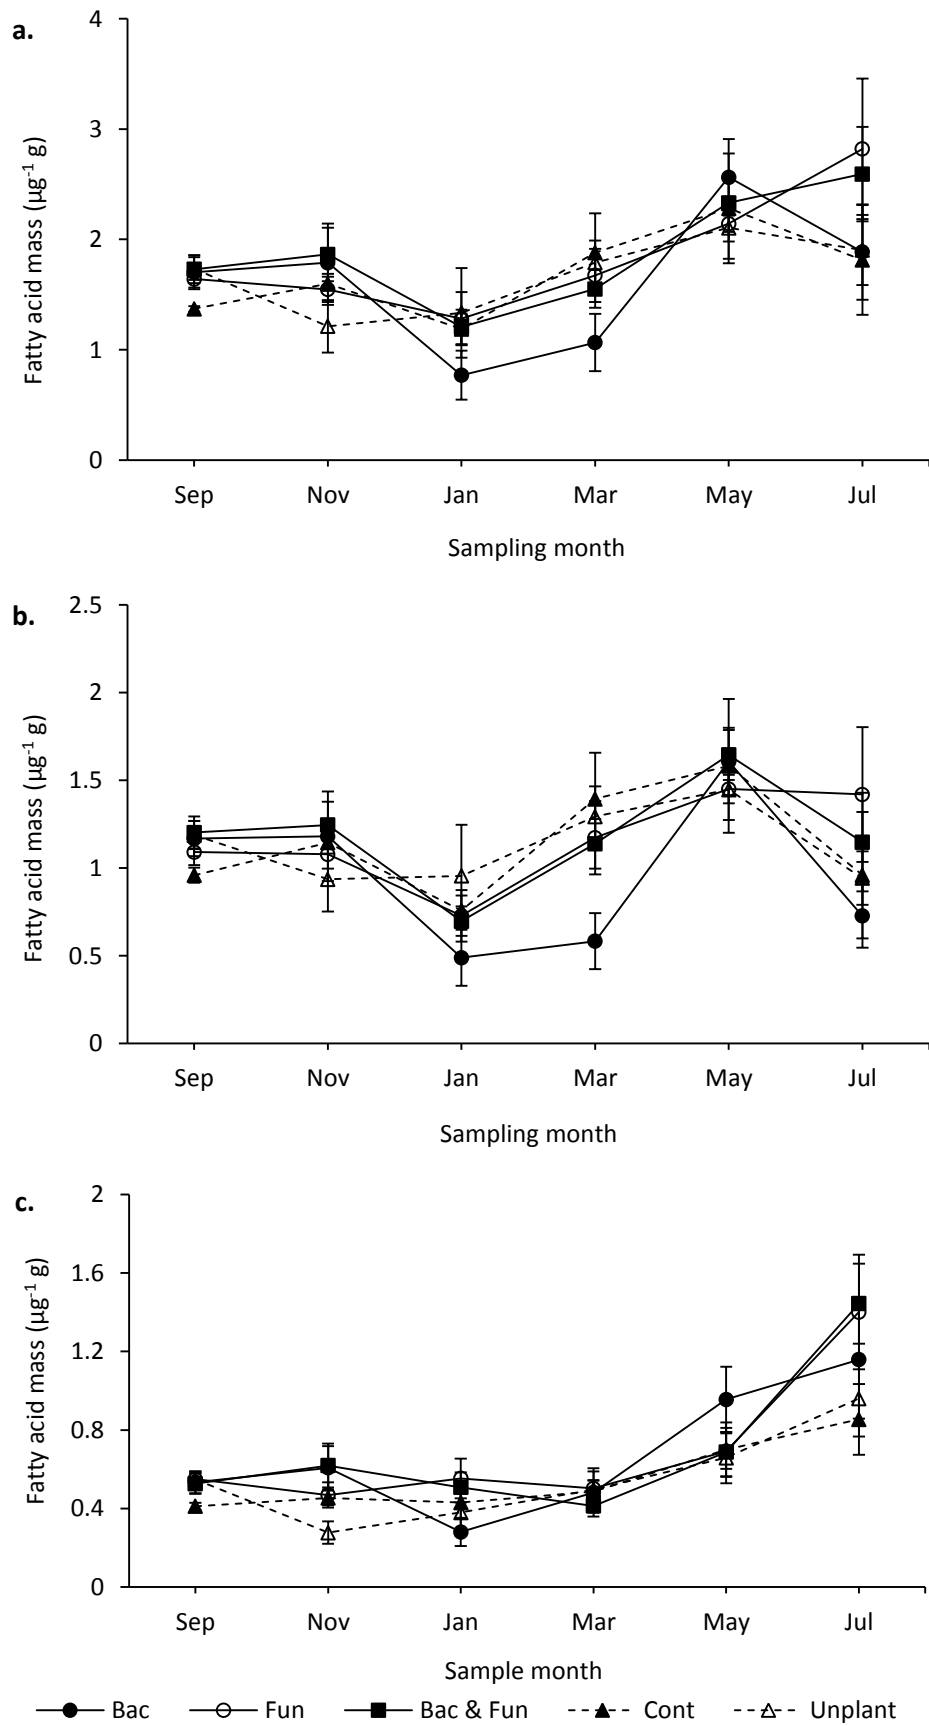 a.
Fatty acid mass (µg⁻¹ g)
4
3
2
1
0
Sep Nov Jan Mar May Jul
Sampling month
b.
Fatty acid mass (µg⁻¹ g)
2.5
2
1.5
1
0.5
0
Sep Nov Jan Mar May Jul
Sampling month
c.
Fatty acid mass (µg⁻¹ g)
2
1.6
1.2
0.8
0.4
0
Sep Nov Jan Mar May Jul
Sample month
Bac Fun Bac & Fun Cont Unplant